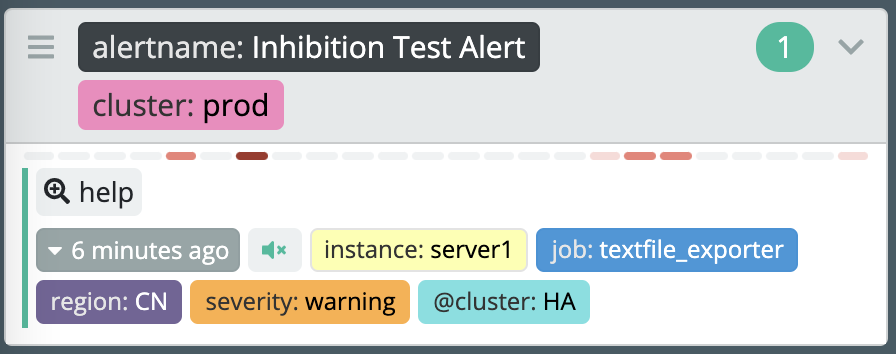 alertname: Inhibition Test Alert 1
cluster: prod
help
6 minutes ago instance: server1 job: textfile_exporter
region: CN severity: warning @cluster: HA